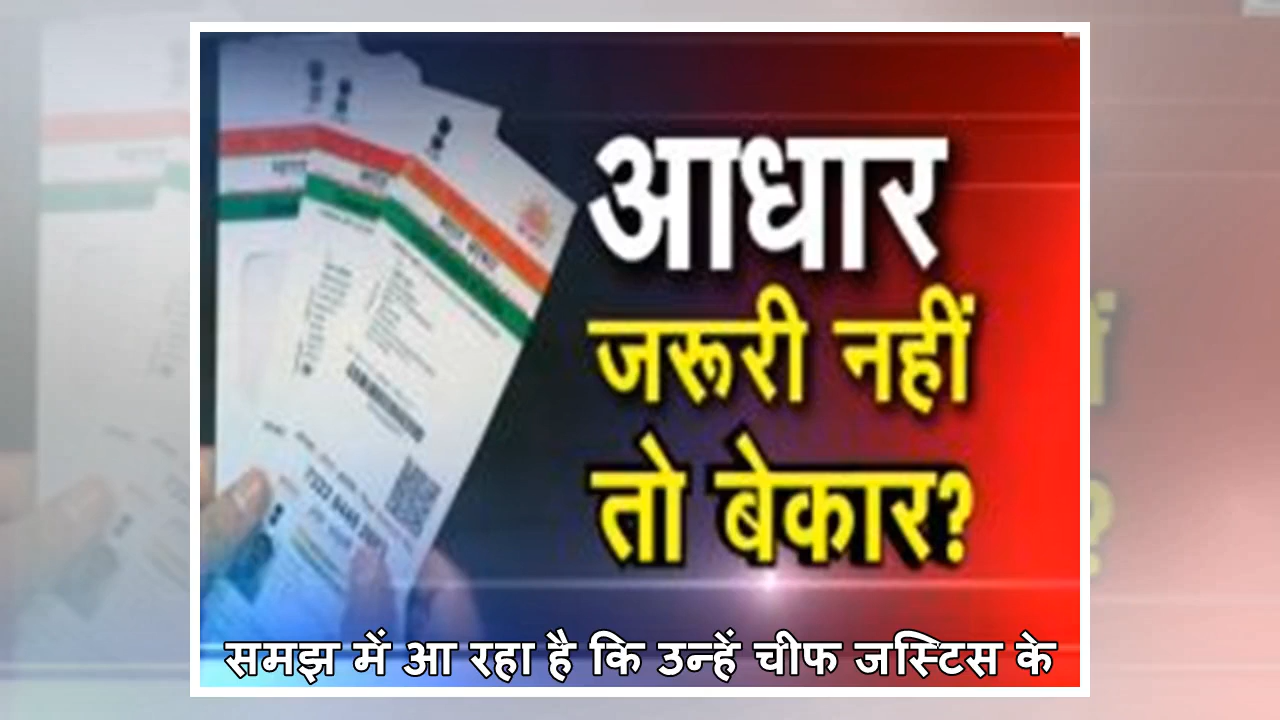 आधार
जरूरी नहीं
तो बेकार?
समझ में आ रहा है कि उन्हें चीफ जस्टिस के